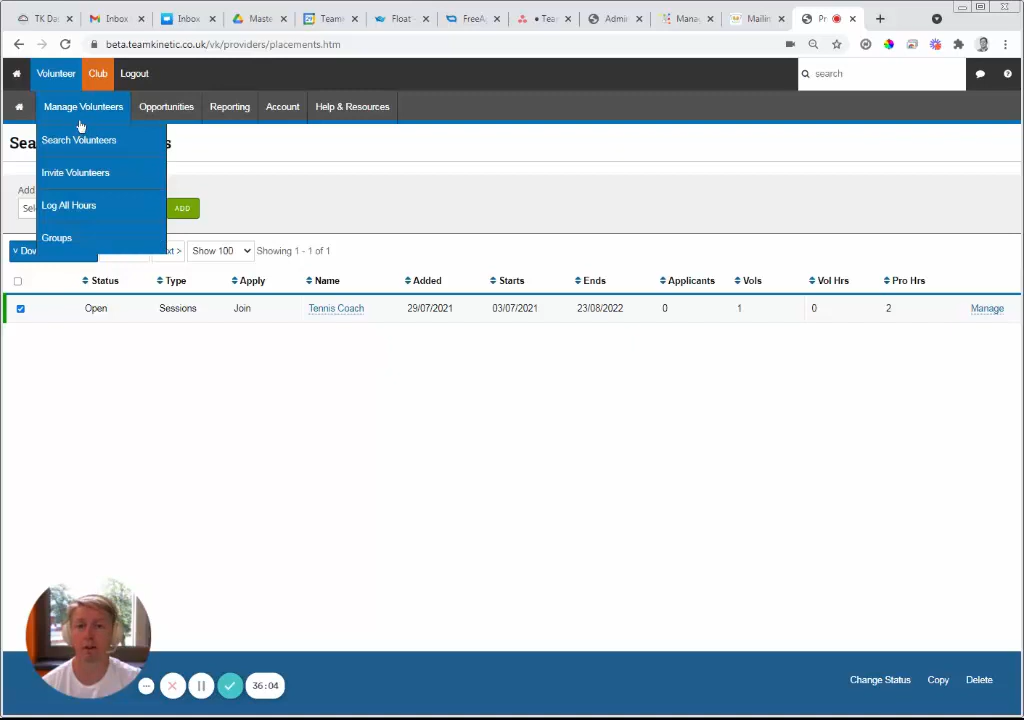 TK Da
Inbox
Inbox
Maste
Team
Float
FreeA
Tea
Admi
Mana
Mailin
Pr
beta.teamkinetic.co.uk/vk/providers/placements.htm
Volunteer
Club
Logout
search
Manage Volunteers
Opportunities
Reporting
Account
Help & Resources
Search Volunteers
Invite Volunteers
Log All Hours
Groups
Sea
s
Add
Sel
ADD
v Dow
xt >
Show 100
Showing 1 - 1 of 1
Status
Type
Apply
Name
Added
Starts
Ends
Applicants
Vols
Vol Hrs
Pro Hrs
Open
Sessions
Join
Tennis Coach
29/07/2021
03/07/2021
23/08/2022
0
1
0
2
Manage
36:04
Change Status
Copy
Delete